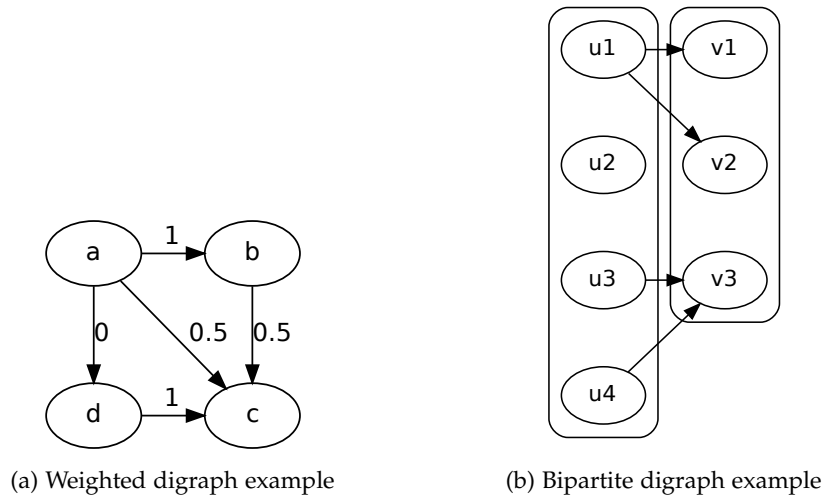 u1 v1
u2 v2
a 1 b
u3 v3
0 0.5 0.5
d 1 c
u4
(a) Weighted digraph example
(b) Bipartite digraph example